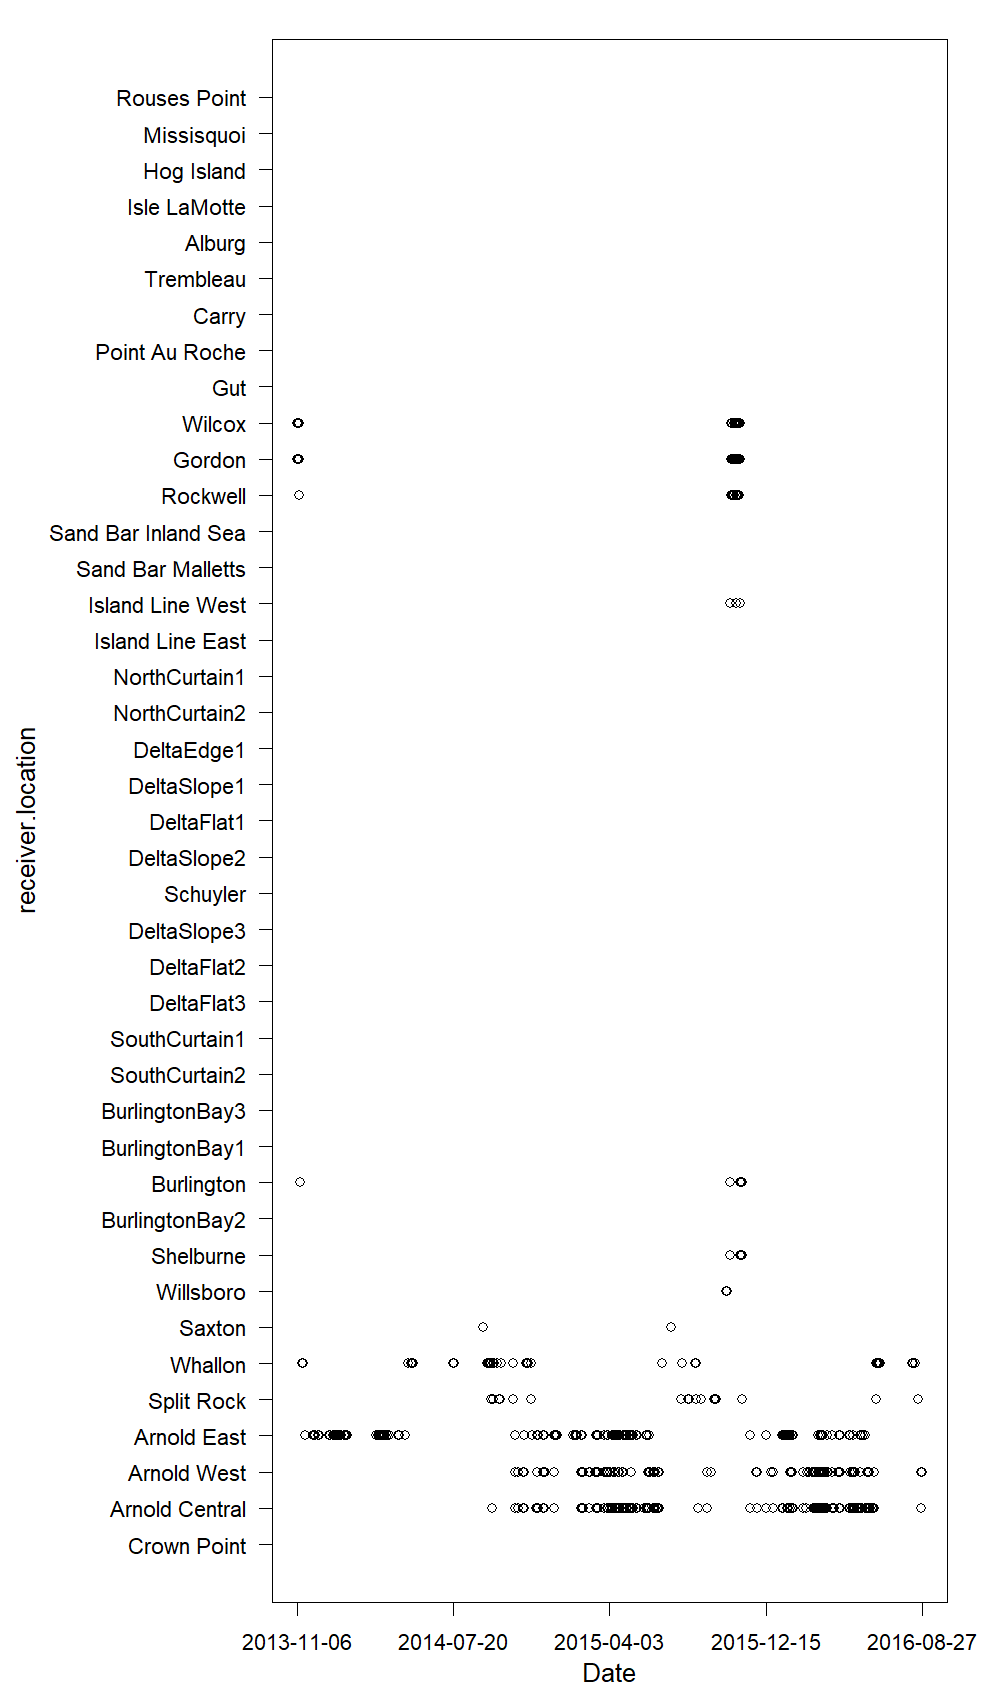 Rouses Point
Missisquoi
Hog Island
Isle LaMotte
Alburg
Trembleau
Carry
Point Au Roche
Gut
Wilcox
Gordon
Rockwell
Sand Bar Inland Sea
Sand Bar Malletts
Island Line West
Island Line East
NorthCurtain1
NorthCurtain2
DeltaEdge1
DeltaSlope1
DeltaFlat1
DeltaSlope2
Schuyler
DeltaSlope3
DeltaFlat2
DeltaFlat3
SouthCurtain1
SouthCurtain2
BurlingtonBay3
BurlingtonBay1
Burlington
BurlingtonBay2
Shelburne
Willsboro
Saxton
Whallon
Split Rock
Arnold East
Arnold West
Arnold Central
Crown Point
receiver.location
2013-11-06 2014-07-20 2015-04-03 2015-12-15 2016-08-27
Date